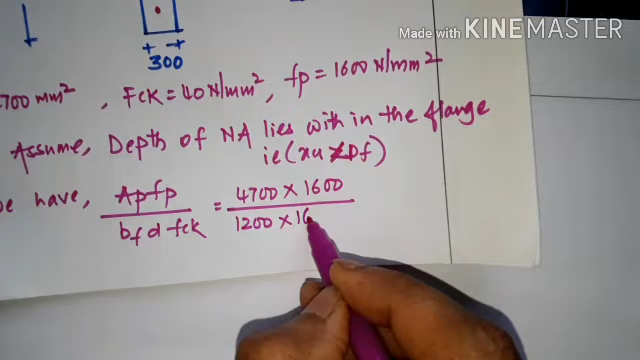 Made with KINEMASTER
300
700 mm² , Fck = 40 N/mm² , fp = 1600 N/mm²
Assume, Depth of NA lies with in the flange
ie (xu < Df)
have, Apfp / bf d fck = 4700 × 1600 / 1200 × 16